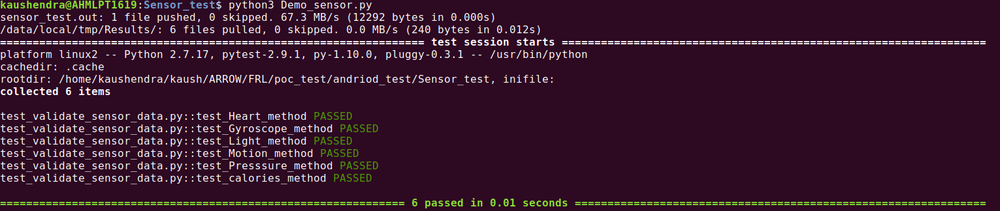 kaushendra@AHMLPT1619:Sensor_test$ python3 Demo_sensor.py
sensor_test.out: 1 file pushed, 0 skipped. 67.3 MB/s (12292 bytes in 0.000s)
/data/local/tmp/Results/: 6 files pulled, 0 skipped. 0.0 MB/s (240 bytes in 0.012s)
================================================================= test session starts =================================================================
platform linux2 -- Python 2.7.17, pytest-2.9.1, py-1.10.0, pluggy-0.3.1 -- /usr/bin/python
cachedir: .cache
rootdir: /home/kaushendra/kaush/ARROW/FRL/poc_test/andriod_test/Sensor_test, inifile:
collected 6 items
test_validate_sensor_data.py::test_Heart_method PASSED
test_validate_sensor_data.py::test_Gyroscope_method PASSED
test_validate_sensor_data.py::test_Light_method PASSED
test_validate_sensor_data.py::test_Motion_method PASSED
test_validate_sensor_data.py::test_Presssure_method PASSED
test_validate_sensor_data.py::test_calories_method PASSED
============================================================== 6 passed in 0.01 seconds ===============================================================